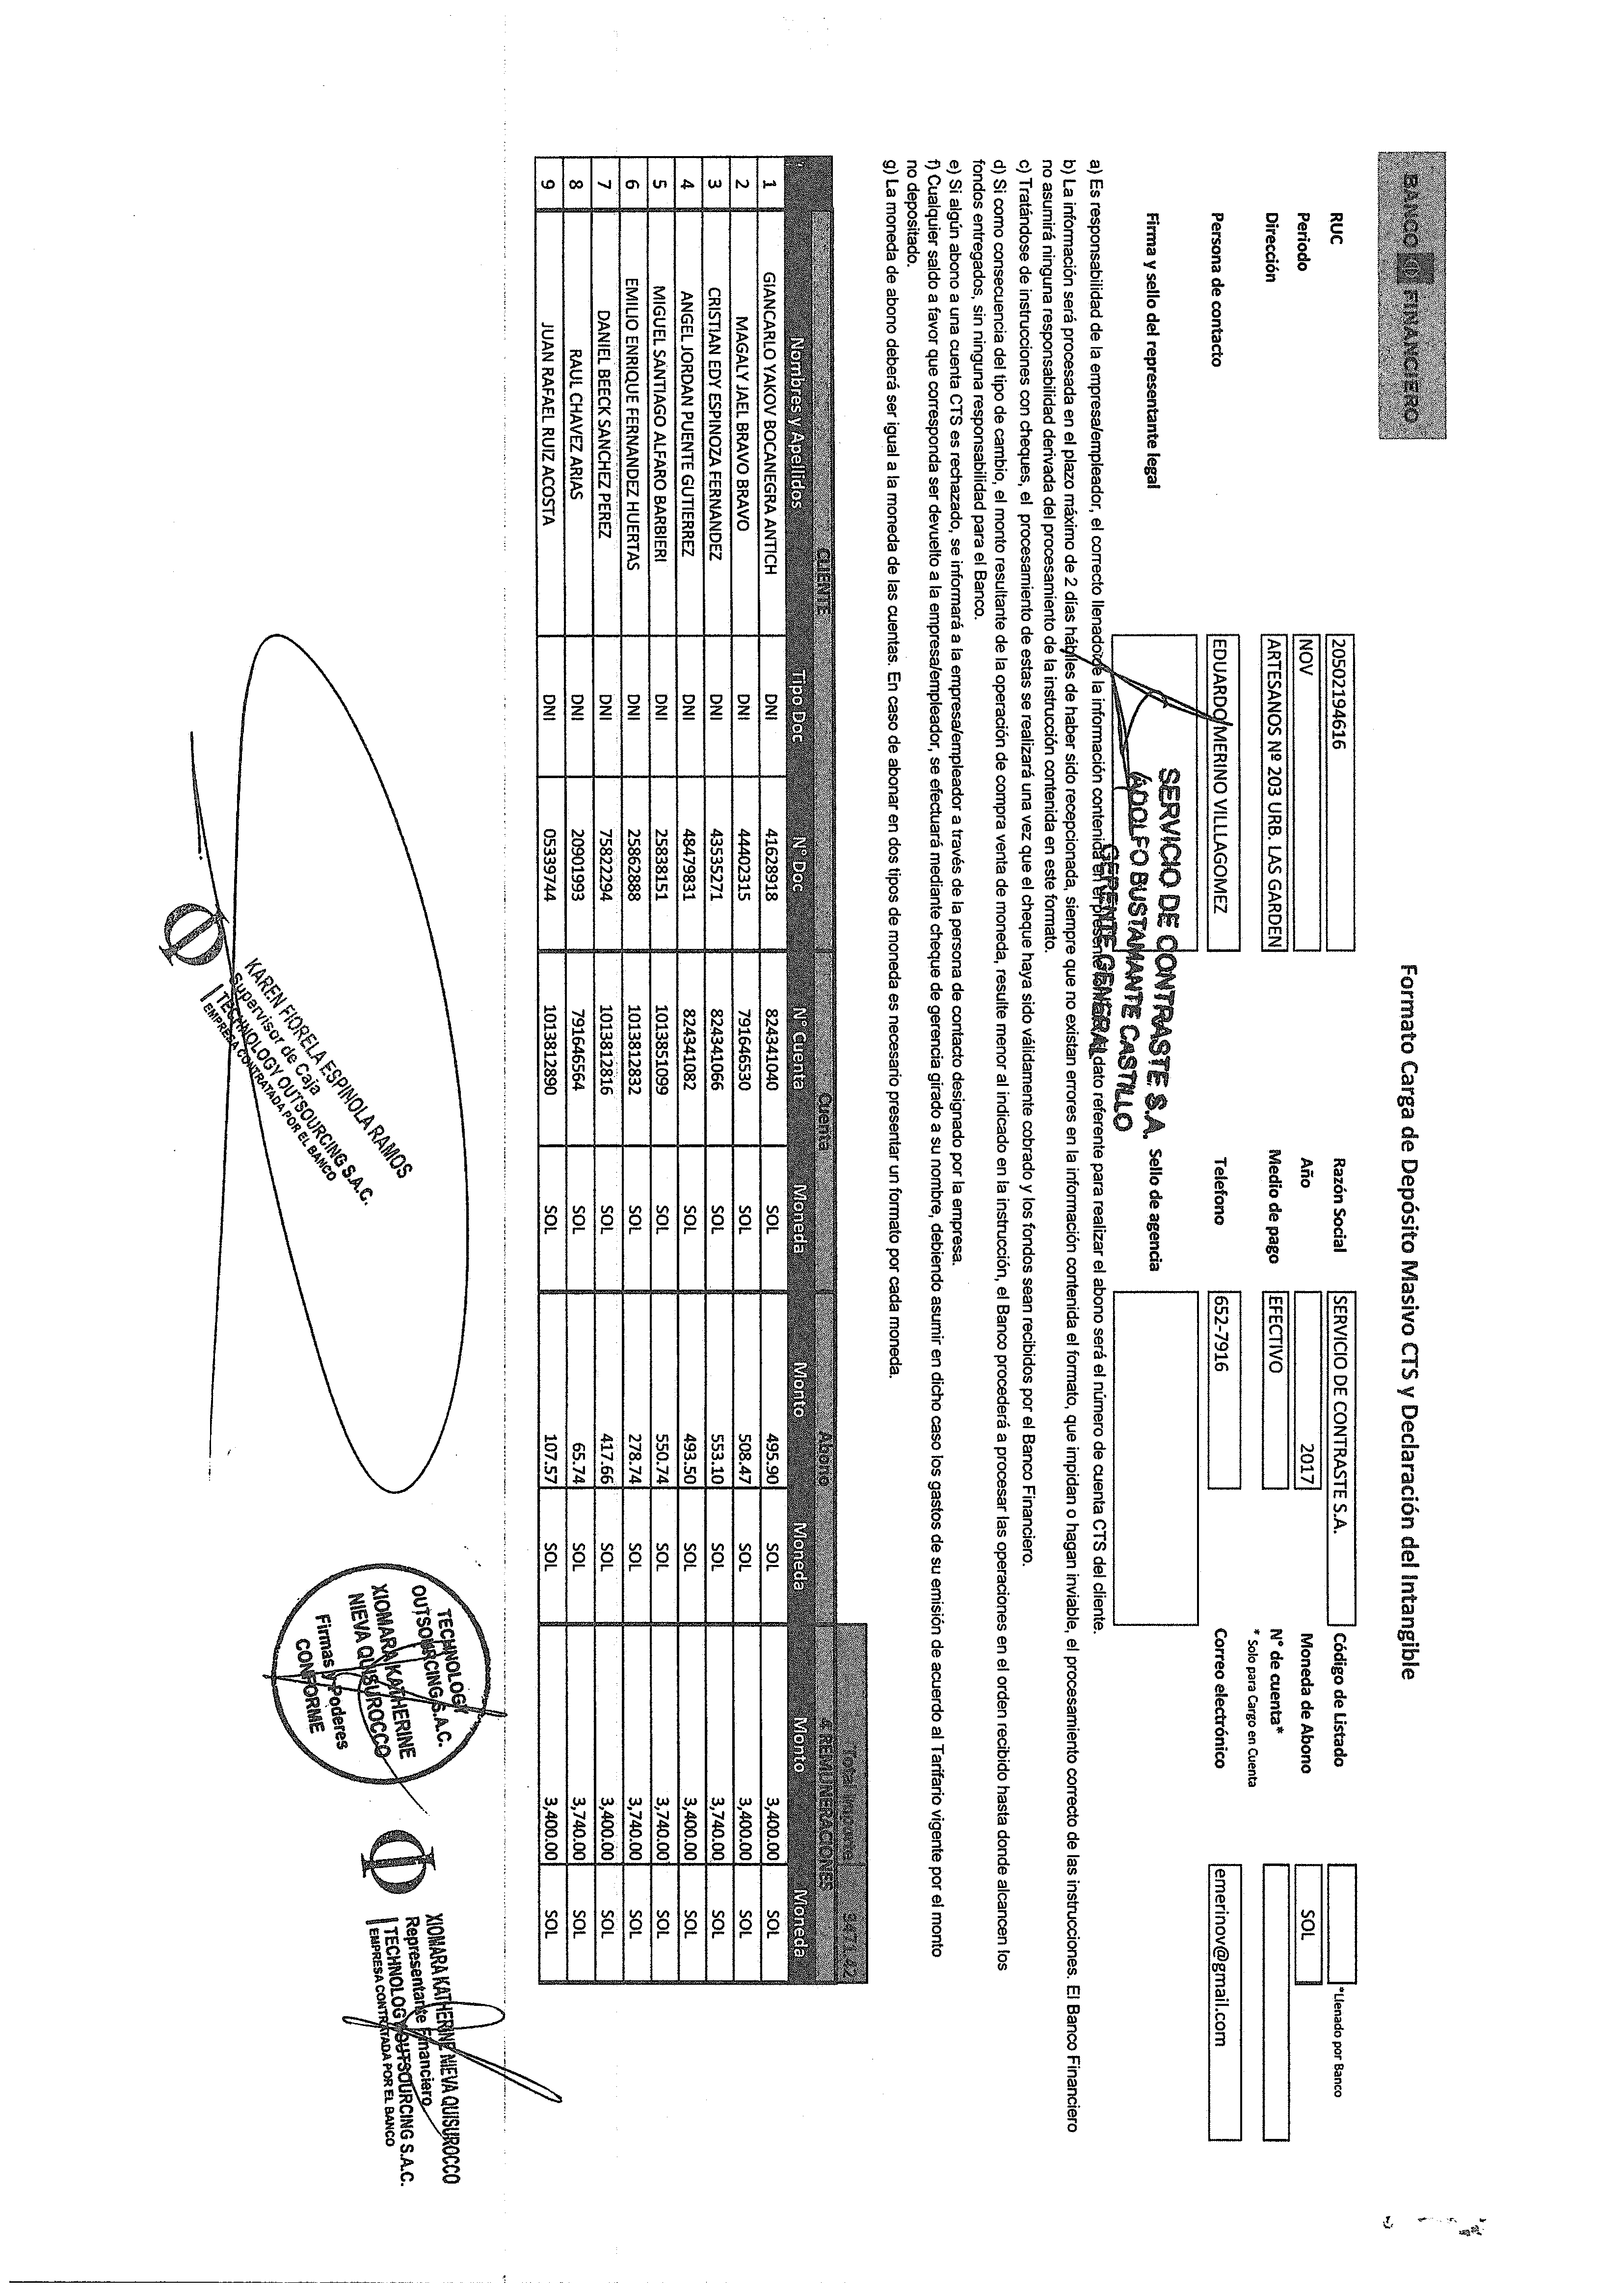 BANCO FINANCIERO
Formato Carga de Depósito Masivo CTS y Declaración del Intangible
RUC 20502194616 Razón Social SERVICIO DE CONTRASTE S.A. Código de Listado *Llenado por Banco
Periodo NOV Año 2017 Moneda de Abono SOL
Dirección ARTESANOS Nº 203 URB. LAS GARDEN Medio de pago EFECTIVO N° de cuenta*
* Solo para Cargo en Cuenta
Persona de contacto EDUARDO MERINO VILLLAGOMEZ Telefono 652-7916 Correo electrónico emerinov@gmail.com
Firma y sello del representante legal Sello de agencia
SERVICIO DE CONTRASTE S.A.
ADOLFO BUSTAMANTE CASTILLO
GERENTE GENERAL
a) Es responsabilidad de la empresa/empleador, el correcto llenado de la información contenida en el presente dato referente para realizar el abono será el número de cuenta CTS del cliente.
b) La información será procesada en el plazo máximo de 2 días hábiles de haber sido recepcionada, siempre que no existan errores en la información contenida el formato, que impidan o hagan inviable, el procesamiento correcto de las instrucciones. El Banco Financiero
no asumirá ninguna responsabilidad derivada del procesamiento de la instrucción contenida en este formato.
c) Tratándose de instrucciones con cheques, el procesamiento de estas se realizará una vez que el cheque haya sido válidamente cobrado y los fondos sean recibidos por el Banco Financiero.
d) Si como consecuencia del tipo de cambio, el monto resultante de la operación de compra venta de moneda, resulte menor al indicado en la instrucción, el Banco procederá a procesar las operaciones en el orden recibido hasta donde alcancen los
fondos entregados, sin ninguna responsabilidad para el Banco.
e) Si algún abono a una cuenta CTS es rechazado, se informará a la empresa/empleador a través de la persona de contacto designado por la empresa.
f) Cualquier saldo a favor que corresponda ser devuelto a la empresa/empleador, se efectuará mediante cheque de gerencia girado a su nombre, debiendo asumir en dicho caso los gastos de su emisión de acuerdo al Tarifario vigente por el monto
no depositado.
g) La moneda de abono deberá ser igual a la moneda de las cuentas. En caso de abonar en dos tipos de moneda es necesario presentar un formato por cada moneda.
Total Importe 3471.42
CLIENTE Cuenta Abono 4 REMUNERACIONES
Nombres y Apellidos Tipo Doc N° Doc N° Cuenta Moneda Monto Moneda Monto Moneda
1 GIANCARLO YAKOV BOCANEGRA ANTICH DNI 41628918 824341040 SOL 495.90 SOL 3,400.00 SOL
2 MAGALY JAEL BRAVO BRAVO DNI 44402315 791646530 SOL 508.47 SOL 3,400.00 SOL
3 CRISTIAN EDY ESPINOZA FERNANDEZ DNI 43535271 824341066 SOL 553.10 SOL 3,740.00 SOL
4 ANGEL JORDAN PUENTE GUTIERREZ DNI 48479831 824341082 SOL 493.50 SOL 3,400.00 SOL
5 MIGUEL SANTIAGO ALFARO BARBIERI DNI 25838151 1013851099 SOL 550.74 SOL 3,740.00 SOL
6 EMILIO ENRIQUE FERNANDEZ HUERTAS DNI 25862888 1013812832 SOL 278.74 SOL 3,740.00 SOL
7 DANIEL BEECK SANCHEZ PEREZ DNI 75822294 1013812816 SOL 417.66 SOL 3,400.00 SOL
8 RAUL CHAVEZ ARIAS DNI 20901993 791646564 SOL 65.74 SOL 3,740.00 SOL
9 JUAN RAFAEL RUIZ ACOSTA DNI 05339744 1013812890 SOL 107.57 SOL 3,400.00 SOL
KAREN FIORELA ESPINOLA RAMOS
Supervisor de Caja
TECHNOLOGY OUTSOURCING S.A.C.
EMPRESA CONTRATADA POR EL BANCO
TECHNOLOGY
OUTSOURCING S.A.C.
XIOMARA KATHERINE
NIEVA QUISUROCCO
Firmas y Poderes
CONFORME
XIOMARA KATHERINE NIEVA QUISUROCCO
Representante Financiero
TECHNOLOGY OUTSOURCING S.A.C.
EMPRESA CONTRATADA POR EL BANCO